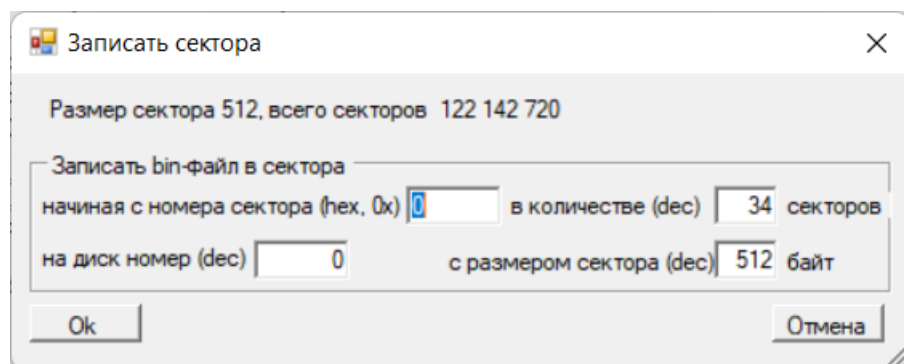 Записать сектора
Размер сектора 512, всего секторов 122 142 720
Записать bin-файл в сектора
начиная с номера сектора (hex, 0x) 0 в количестве (dec) 34 секторов
на диск номер (dec) 0 с размером сектора (dec) 512 байт
Ok Отмена